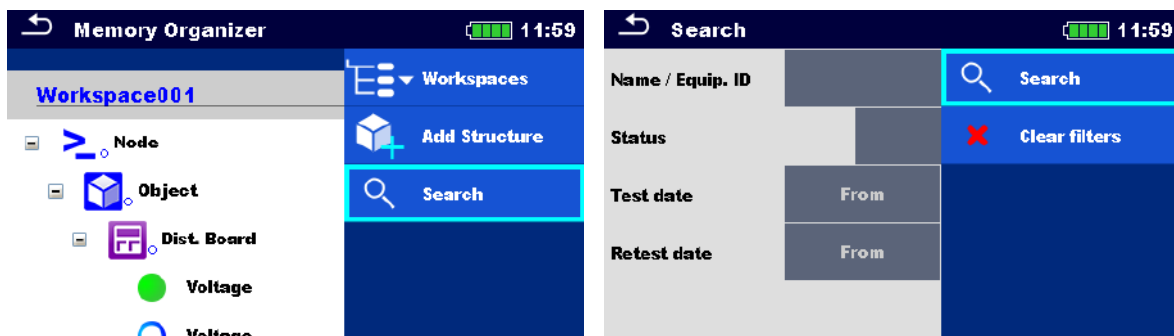 Memory Organizer
11:59
Workspace001
Workspaces
Node
Add Structure
Object
Search
Dist. Board
Voltage
Voltage
Search
11:59
Name / Equip. ID
Search
Status
Clear filters
Test date
From
Retest date
From